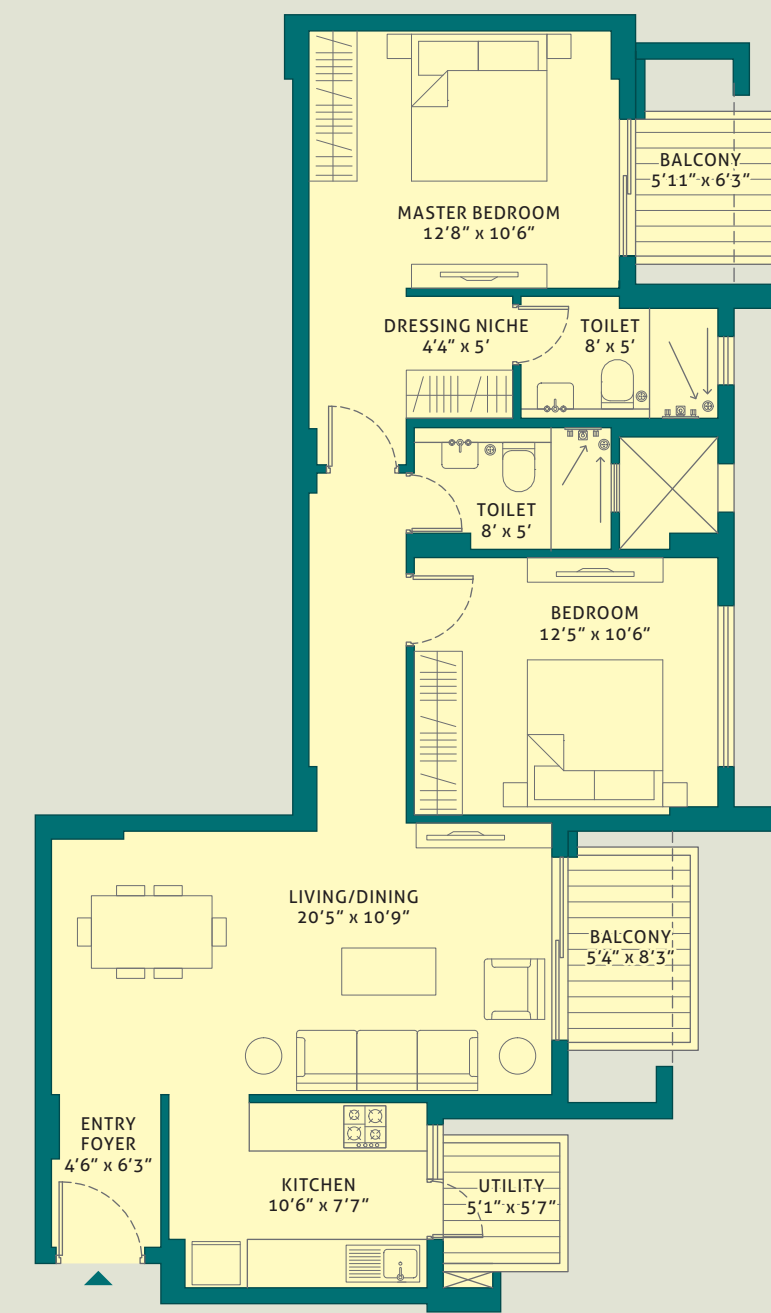 BALCONY
5'11" x 6'3"
MASTER BEDROOM
12'8" x 10'6"
DRESSING NICHE
4'4" x 5'
TOILET
8' x 5'
TOILET
8' x 5'
BEDROOM
12'5" x 10'6"
LIVING/DINING
20'5" x 10'9"
BALCONY
5'4" x 8'3"
ENTRY
FOYER
4'6" x 6'3"
KITCHEN
10'6" x 7'7"
UTILITY
5'1" x 5'7"